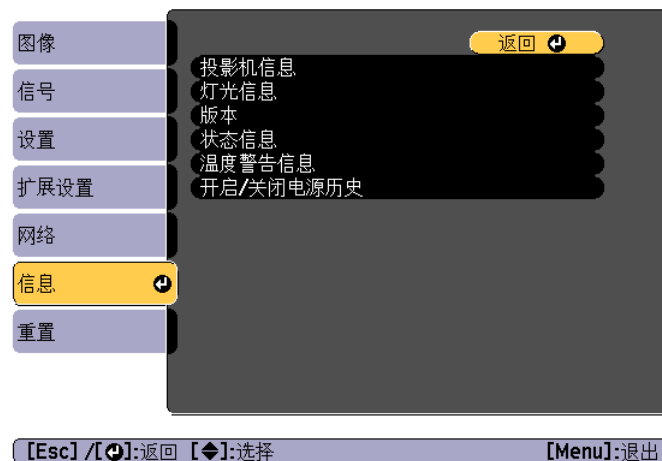 图像
信号
设置
扩展设置
网络
信息
重置
返回
投影机信息
灯光信息
版本
状态信息
温度警告信息
开启/关闭电源历史
[Esc] /[⏎]:返回 [◆]:选择 [Menu]:退出